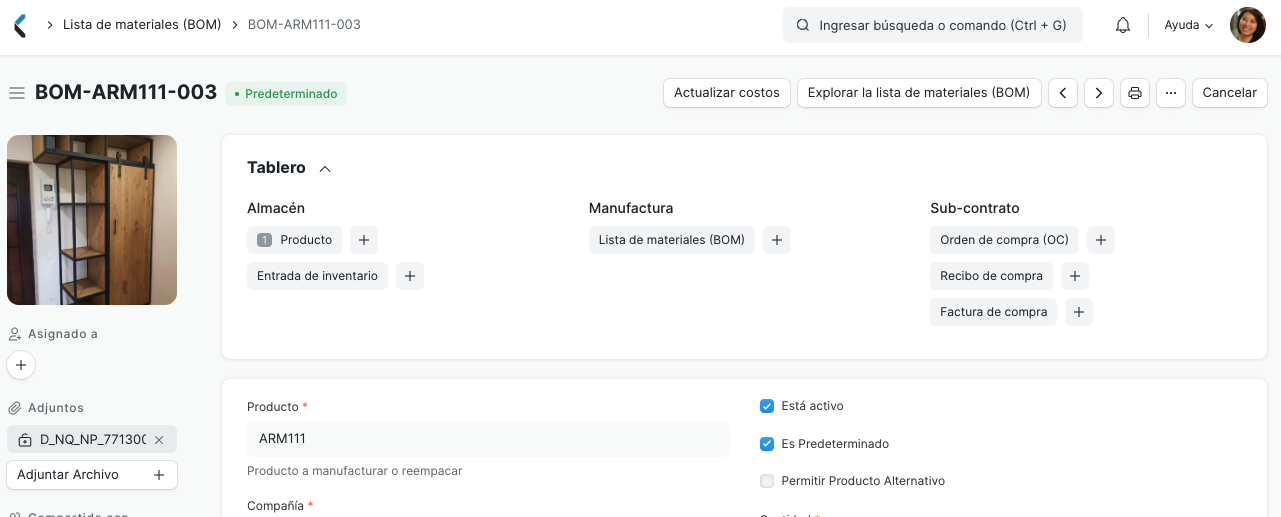 Lista de materiales (BOM) BOM-ARM111-003
Ingresar búsqueda o comando (Ctrl + G)
Ayuda
BOM-ARM111-003 Predeterminado
Actualizar costos Explorar la lista de materiales (BOM) ... Cancelar
Tablero
Almacén Manufactura Sub-contrato
1 Producto + Lista de materiales (BOM) + Orden de compra (OC) +
Entrada de inventario + Recibo de compra +
Factura de compra +
Asignado a
+
Adjuntos
D_NQ_NP_77130
Adjuntar Archivo +
Compartido con
Producto *
ARM111
Producto a manufacturar o reempacar
Compañía *
Está activo
Es Predeterminado
Permitir Producto Alternativo
Cantidad *